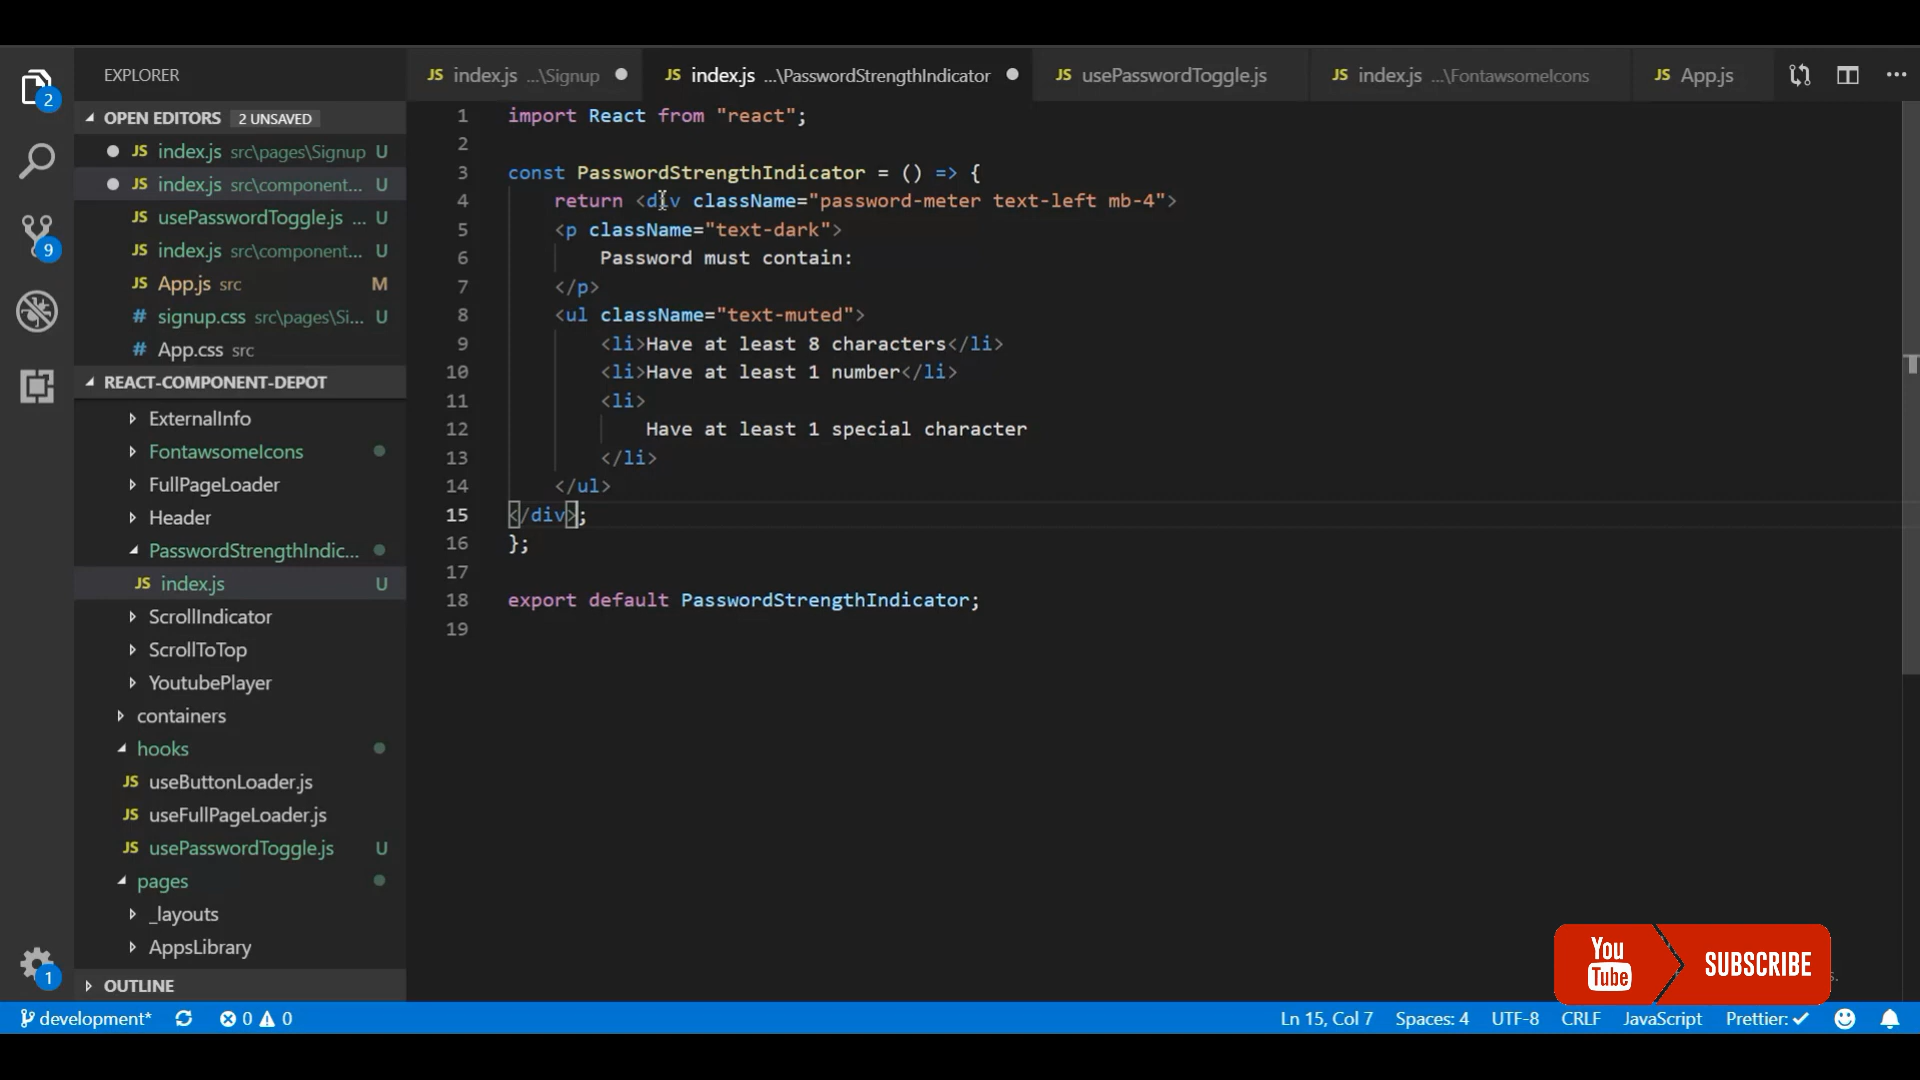 EXPLORER
JS index.js ...\Signup
JS index.js ...\PasswordStrengthIndicator
JS usePasswordToggle.js
JS index.js ...\FontawsomeIcons
JS App.js
2
OPEN EDITORS 2 UNSAVED
JS index.js src\pages\Signup U
JS index.js src\component... U
JS usePasswordToggle.js ... U
JS index.js src\component... U
JS App.js src M
# signup.css src\pages\Si... U
# App.css src
9
REACT-COMPONENT-DEPOT
ExternalInfo
FontawsomeIcons
FullPageLoader
Header
PasswordStrengthIndic...
JS index.js U
ScrollIndicator
ScrollToTop
YoutubePlayer
containers
hooks
JS useButtonLoader.js
JS useFullPageLoader.js
JS usePasswordToggle.js U
pages
_layouts
AppsLibrary
1
OUTLINE
1 import React from "react";
2
3 const PasswordStrengthIndicator = () => {
4 return <div className="password-meter text-left mb-4">
5 <p className="text-dark">
6 Password must contain:
7 </p>
8 <ul className="text-muted">
9 <li>Have at least 8 characters</li>
10 <li>Have at least 1 number</li>
11 <li>
12 Have at least 1 special character
13 </li>
14 </ul>
15 </div>;
16 };
17
18 export default PasswordStrengthIndicator;
19
You Tube SUBSCRIBE
development* 0 0 Ln 15, Col 7 Spaces: 4 UTF-8 CRLF JavaScript Prettier: ✓